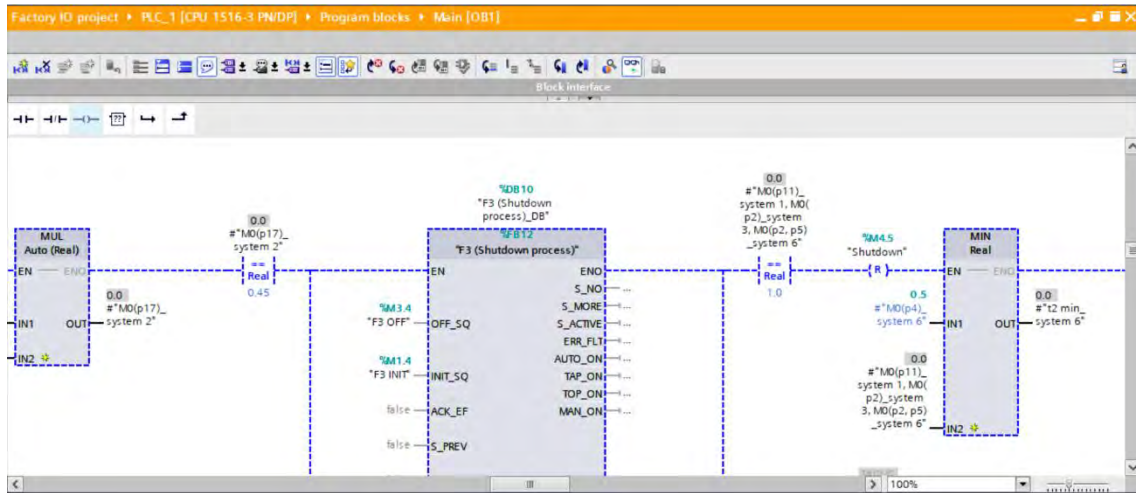 Factory IO project ▸ PLC_1 [CPU 1516-3 PN/DP] ▸ Program blocks ▸ Main [OB1]
Block interface
??
MUL
Auto (Real)
EN
ENO
IN1
OUT
IN2
0.0
#"M0(p17)_
system 2"
0.0
#"M0(p17)_
system 2"
==
Real
0.45
%DB10
"F3 (Shutdown
process)_DB"
%FB12
"F3 (Shutdown process)"
EN
ENO
S_NO
...
S_MORE
...
%M3.4
"F3 OFF"
OFF_SQ
S_ACTIVE
...
ERR_FLT
...
%M1.4
"F3 INIT"
INIT_SQ
AUTO_ON
...
TAP_ON
...
false
ACK_EF
TOP_ON
...
MAN_ON
...
false
S_PREV
0.0
#"M0(p11)_
system 1, M0(
p2)_system
3, M0(p2, p5)
_system 6"
==
Real
1.0
%M4.5
"Shutdown"
R
MIN
Real
EN
ENO
0.5
#"M0(p4)_
system 6"
IN1
OUT
0.0
#"t2 min_
system 6"
0.0
#"M0(p11)_
system 1, M0(
p2)_system
3, M0(p2, p5)
_system 6"
IN2
100%